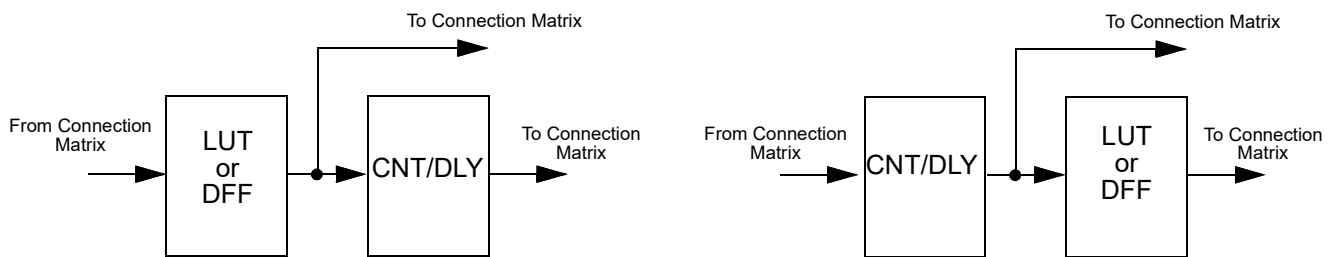 To Connection Matrix
From Connection
Matrix
LUT
or
DFF
CNT/DLY
To Connection
Matrix
To Connection Matrix
From Connection
Matrix
CNT/DLY
LUT
or
DFF
To Connection
Matrix